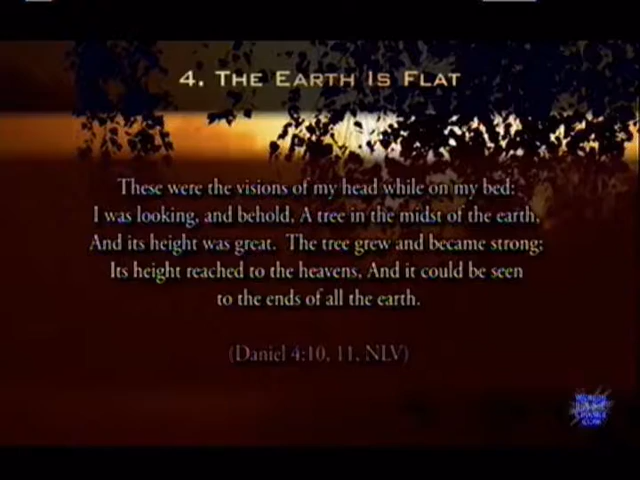 4. THE EARTH IS FLAT
These were the visions of my head while on my bed:
I was looking, and behold, A tree in the midst of the earth,
And its height was great. The tree grew and became strong;
Its height reached to the heavens, And it could be seen
to the ends of all the earth.
(Daniel 4:10, 11, NLV)